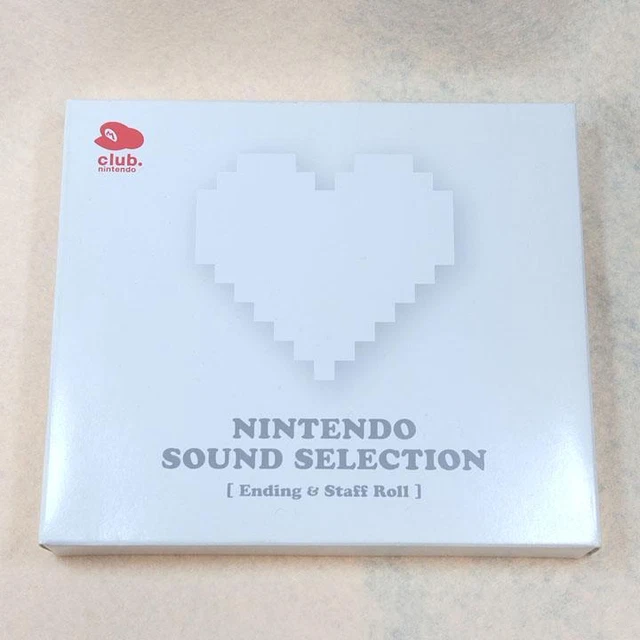 club.
nintendo
NINTENDO
SOUND SELECTION
[ Ending & Staff Roll ]